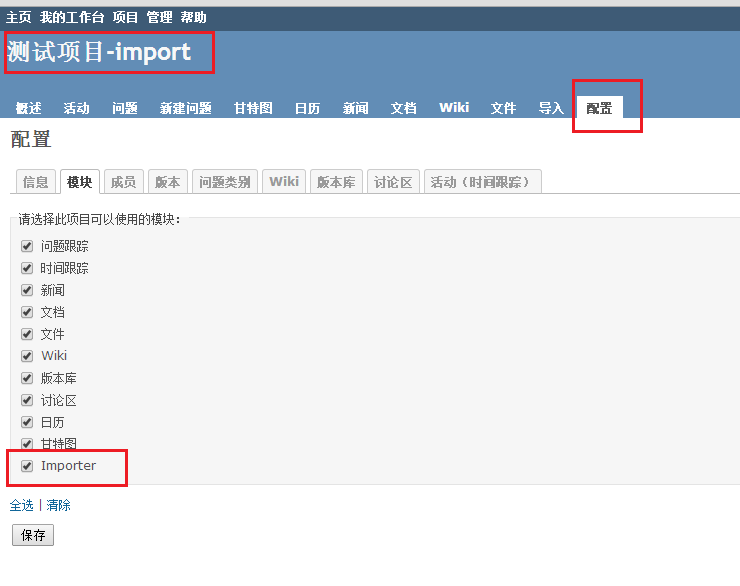 主页 我的工作台 项目 管理 帮助
测试项目-import
概述 活动 问题 新建问题 甘特图 日历 新闻 文档 Wiki 文件 导入 配置
配置
信息 模块 成员 版本 问题类别 Wiki 版本库 讨论区 活动（时间跟踪）
请选择此项目可以使用的模块：
问题跟踪
时间跟踪
新闻
文档
文件
Wiki
版本库
讨论区
日历
甘特图
Importer
全选 | 清除
保存